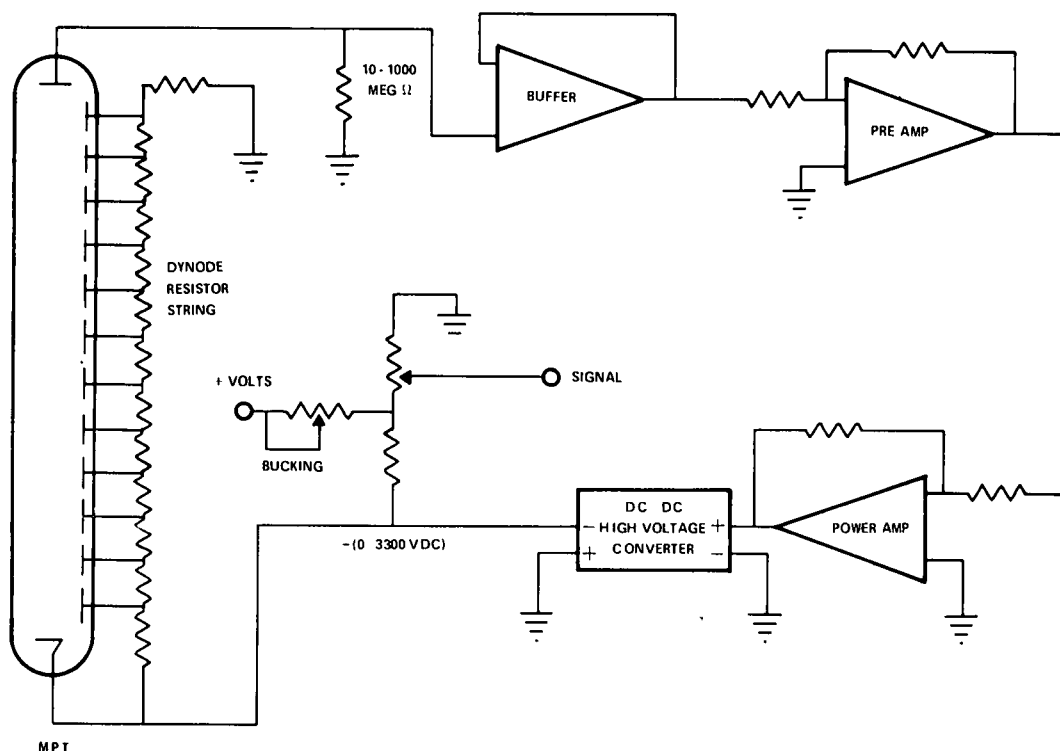 10 - 1000
MEG Ω
BUFFER
PRE AMP
DYNODE
RESISTOR
STRING
+ VOLTS
SIGNAL
BUCKING
DC DC
- HIGH VOLTAGE +
+ CONVERTER -
POWER AMP
-(0 3300 VDC)
MPT